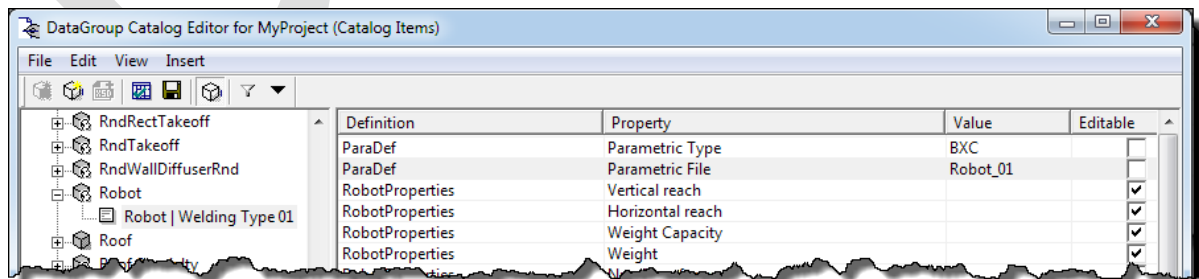 DataGroup Catalog Editor for MyProject (Catalog Items)
File Edit View Insert
RndRectTakeoff
RndTakeoff
RndWallDiffuserRnd
Robot
Robot | Welding Type 01
Roof
Definition Property Value Editable
ParaDef Parametric Type BXC
ParaDef Parametric File Robot_01
RobotProperties Vertical reach
RobotProperties Horizontal reach
RobotProperties Weight Capacity
RobotProperties Weight